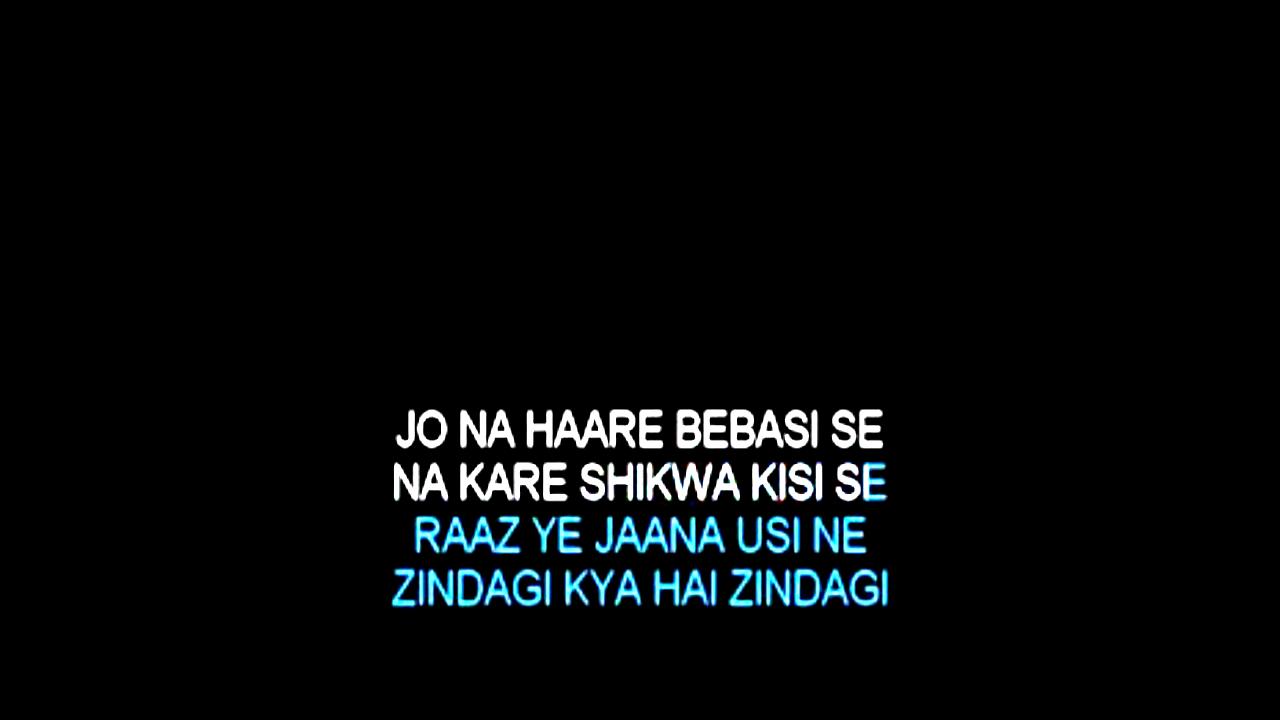 JO NA HAARE BEBASI SE
NA KARE SHIKWA KISI SE
RAAZ YE JAANA USI NE
ZINDAGI KYA HAI ZINDAGI